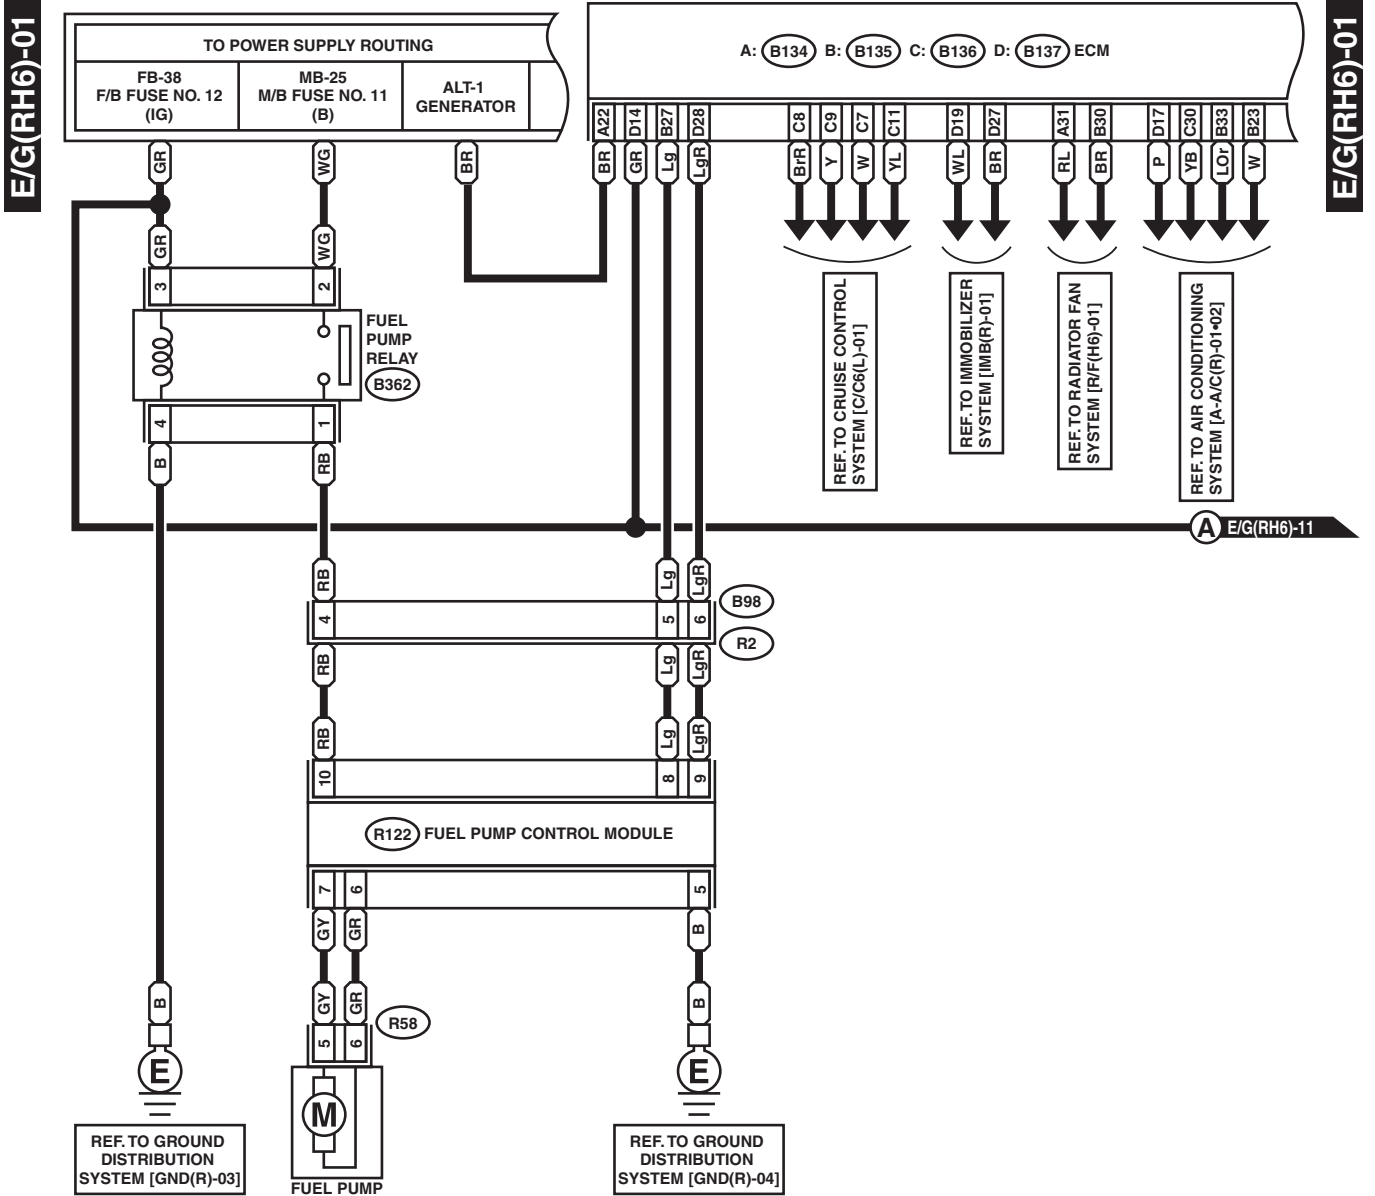 E/G(RH6)-01
E/G(RH6)-01
TO POWER SUPPLY ROUTING
FB-38
F/B FUSE NO. 12
(IG)
MB-25
M/B FUSE NO. 11
(B)
ALT-1
GENERATOR
A: B134 B: B135 C: B136 D: B137 ECM
A22 D14 B27 D28 C8 C9 C7 C11 D19 D27 A31 B30 D17 C30 B33 B23
GR WG BR BR GR Lg LgR BrR Y W YL WL BR RL BR P YB LOr W
GR WG
3 2
FUEL
PUMP
RELAY
B362
4 1
B RB
REF. TO CRUISE CONTROL
SYSTEM [C/C6(L)-01]
REF. TO IMMOBILIZER
SYSTEM [IMB(R)-01]
REF. TO RADIATOR FAN
SYSTEM [R/F(H6)-01]
REF. TO AIR CONDITIONING
SYSTEM [A-A/C(R)-01•02]
A E/G(RH6)-11
RB Lg LgR
4 5 6
B98
R2
RB Lg LgR
RB Lg LgR
10 8 9
R122 FUEL PUMP CONTROL MODULE
7 6 5
GY GR B
B GY GR B
R58
5 6
E
M
E
REF. TO GROUND
DISTRIBUTION
SYSTEM [GND(R)-03]
FUEL PUMP
REF. TO GROUND
DISTRIBUTION
SYSTEM [GND(R)-04]